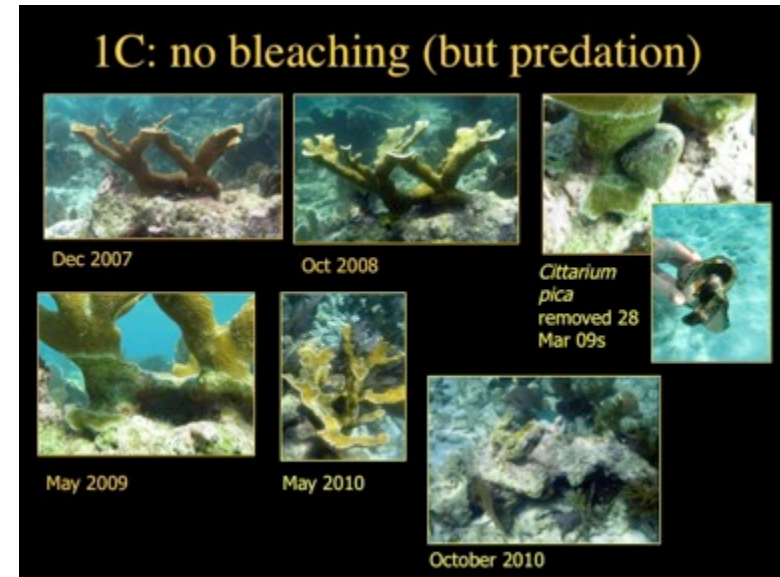 1C: no bleaching (but predation)
Dec 2007
Oct 2008
Cittarium
pica
removed 28
Mar 09s
May 2009
May 2010
October 2010